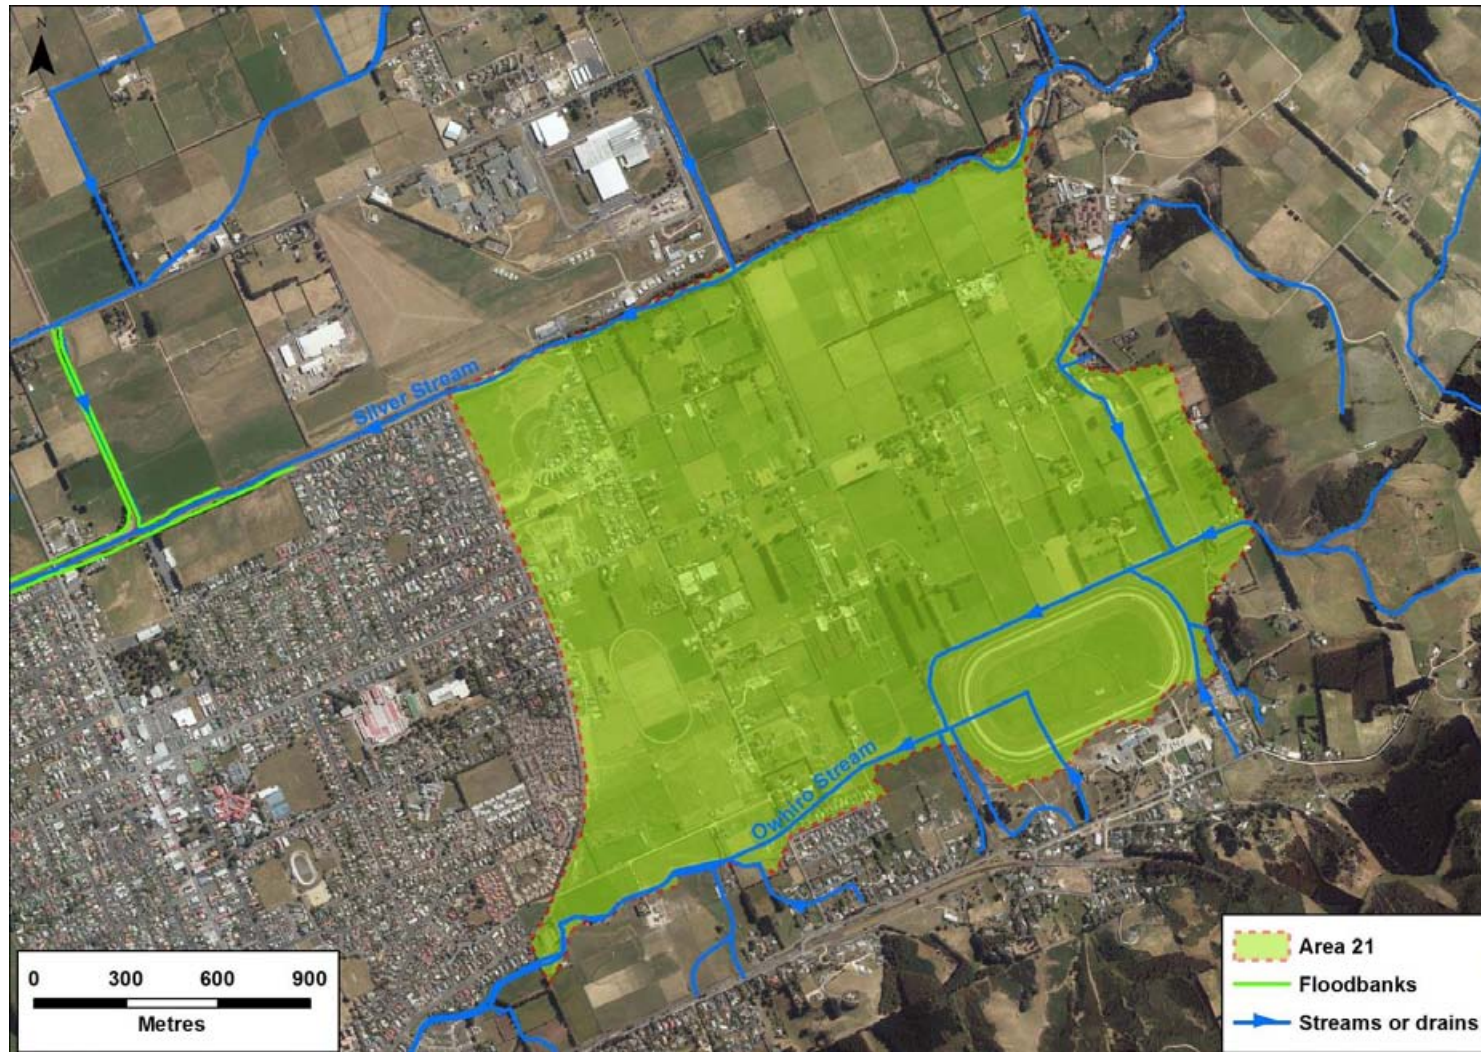 N
Silver Stream
Owhiro Stream
0 300 600 900
Metres
Area 21
Floodbanks
Streams or drains